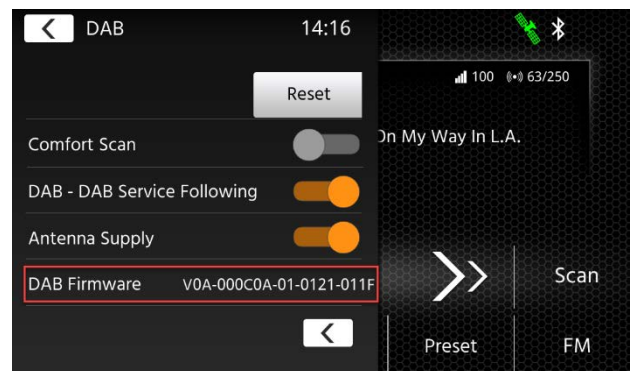 DAB 14:16
100 63/250
Reset
Comfort Scan
On My Way In L.A.
DAB - DAB Service Following
Antenna Supply
DAB Firmware V0A-000C0A-01-0121-011F
Scan
Preset FM